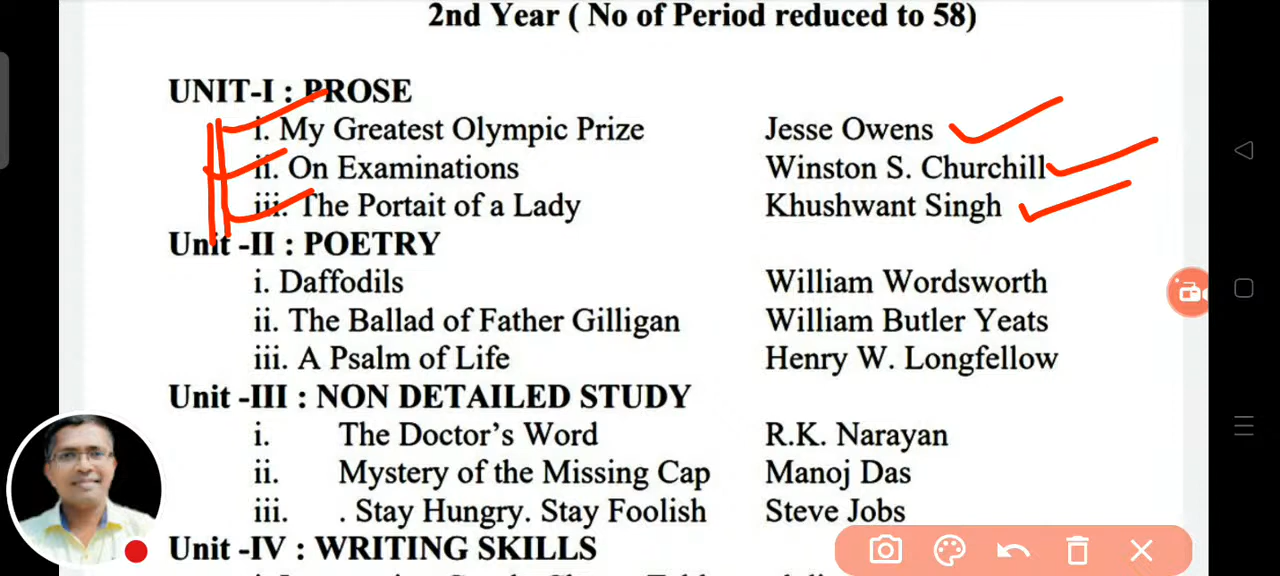 2nd Year ( No of Period reduced to 58)
UNIT-I : PROSE
i. My Greatest Olympic Prize Jesse Owens
ii. On Examinations Winston S. Churchill
iii. The Portait of a Lady Khushwant Singh
Unit -II : POETRY
i. Daffodils William Wordsworth
ii. The Ballad of Father Gilligan William Butler Yeats
iii. A Psalm of Life Henry W. Longfellow
Unit -III : NON DETAILED STUDY
i. The Doctor's Word R.K. Narayan
ii. Mystery of the Missing Cap Manoj Das
iii. . Stay Hungry. Stay Foolish Steve Jobs
Unit -IV : WRITING SKILLS